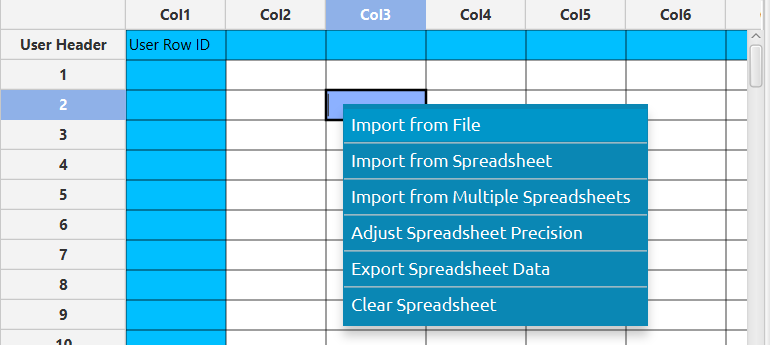 Col1 Col2 Col3 Col4 Col5 Col6
User Header User Row ID
1
2
Import from File
3
4
Import from Spreadsheet
5
Import from Multiple Spreadsheets
6
Adjust Spreadsheet Precision
7
8
Export Spreadsheet Data
9
Clear Spreadsheet
10